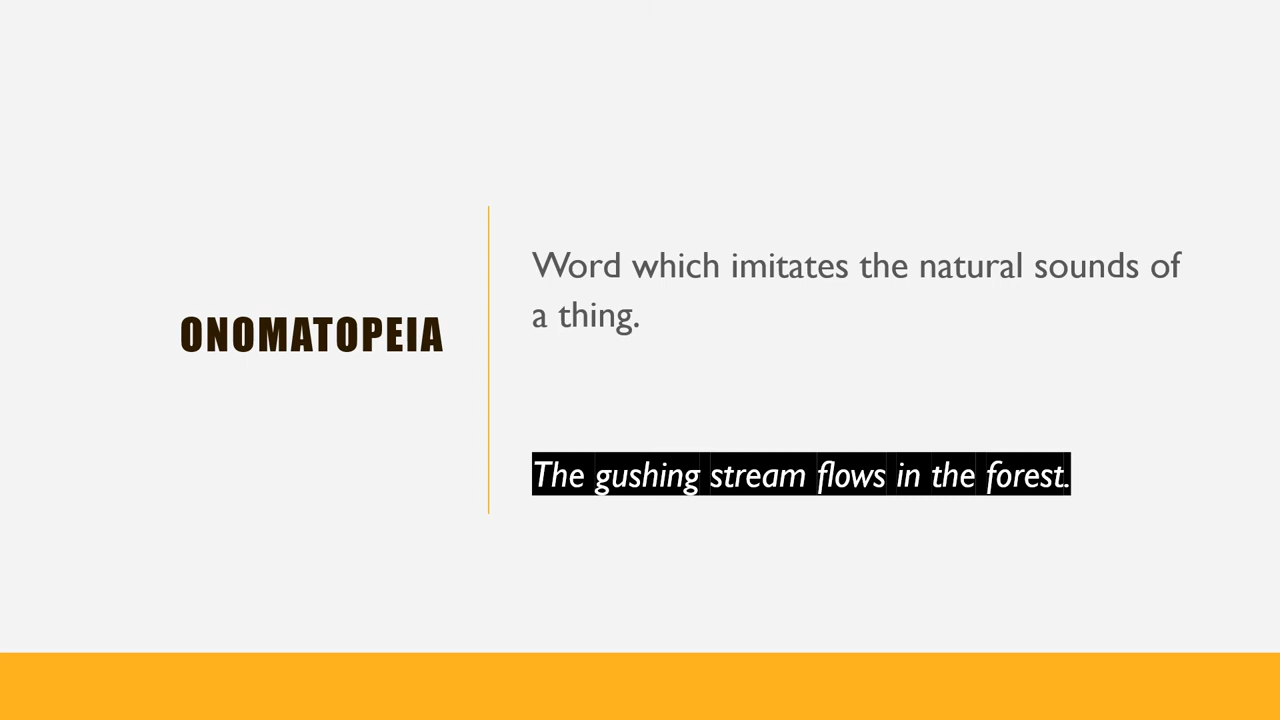 ONOMATOPEIA
Word which imitates the natural sounds of
a thing.
The gushing stream flows in the forest.